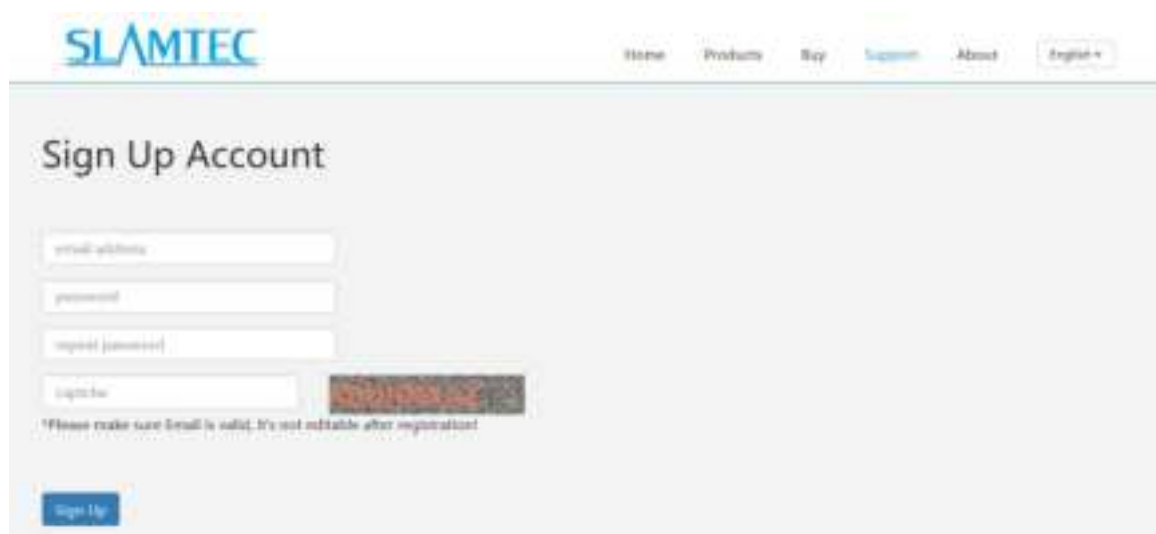 SLAMTEC
Home Products Buy Support About English
Sign Up Account
email address
password
repeat password
captcha
*Please make sure Email is valid, It's not editable after registration!
Sign Up